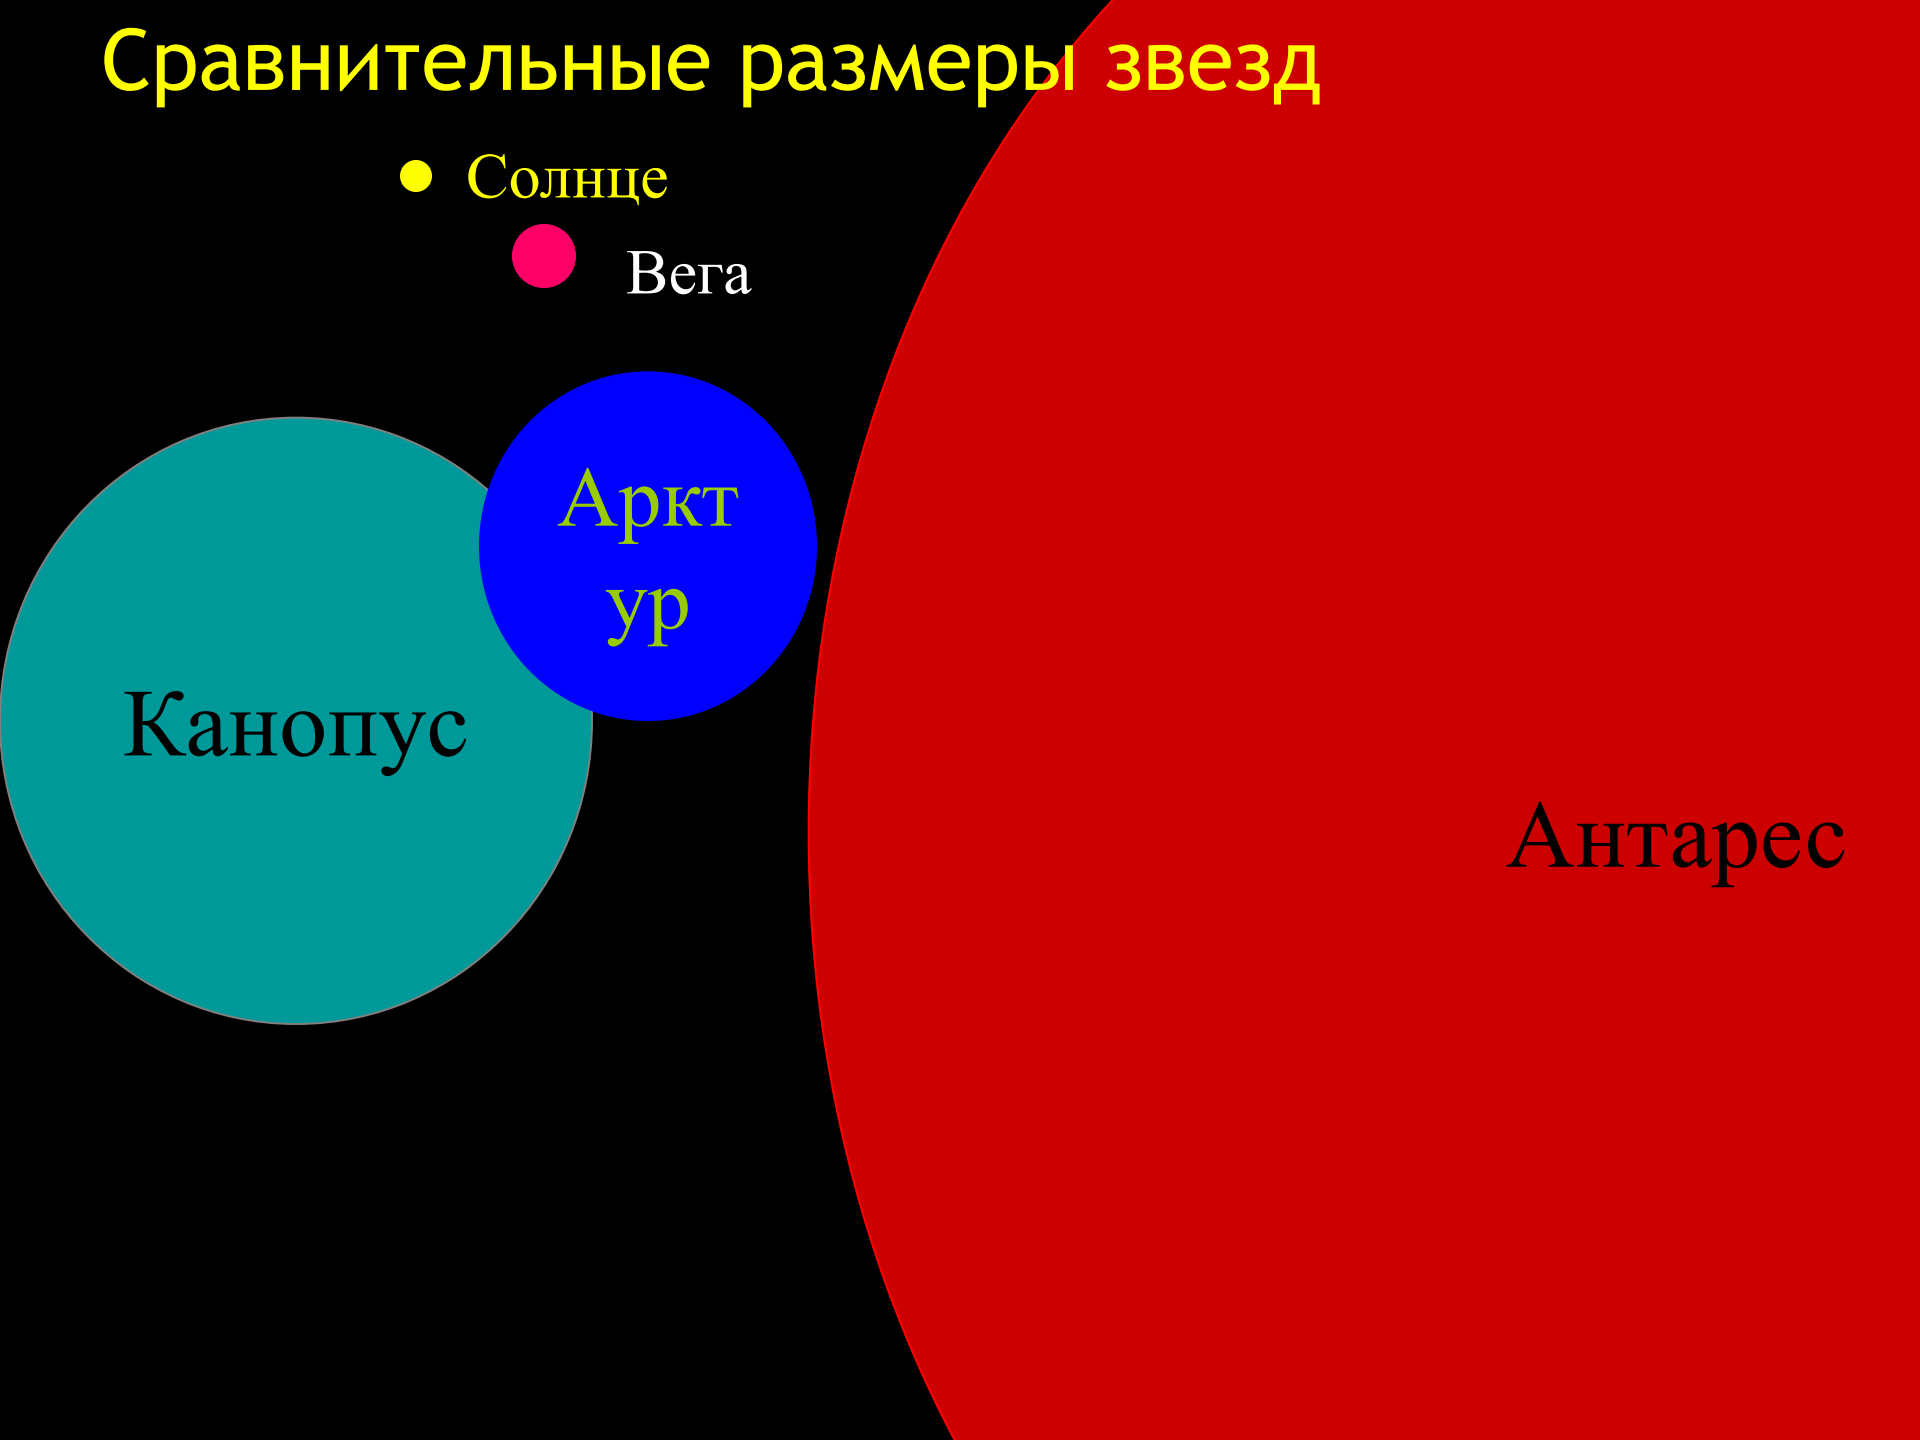 Сравнительные размеры звезд
Солнце
Вега
Аркт
ур
Канопус
Антарес